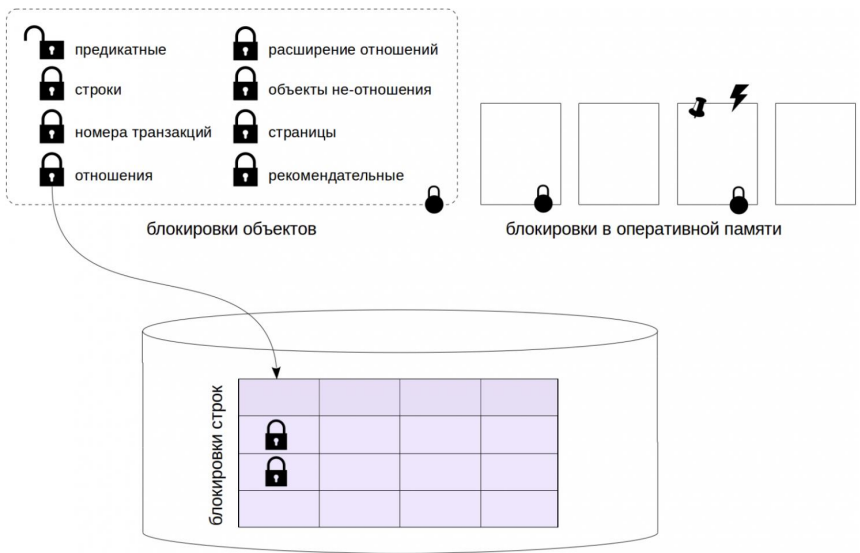 предикатные
строки
номера транзакций
отношения
расширение отношений
объекты не-отношения
страницы
рекомендательные
блокировки объектов
блокировки в оперативной памяти
блокировки строк